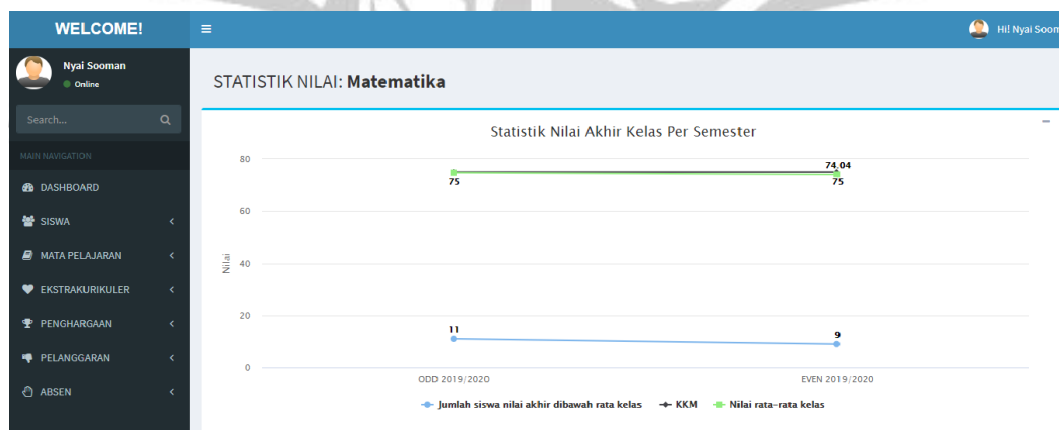 WELCOME!
Hi! Nyai Soom
Nyai Sooman
Online
Search...
MAIN NAVIGATION
DASHBOARD
SISWA
MATA PELAJARAN
EKSTRAKURIKULER
PENGHARGAAN
PELANGGARAN
ABSEN
STATISTIK NILAI: Matematika
Statistik Nilai Akhir Kelas Per Semester
Nilai
80
60
40
20
0
75
74.04
75
11
9
ODD 2019/2020
EVEN 2019/2020
Jumlah siswa nilai akhir dibawah rata kelas
KKM
Nilai rata-rata kelas